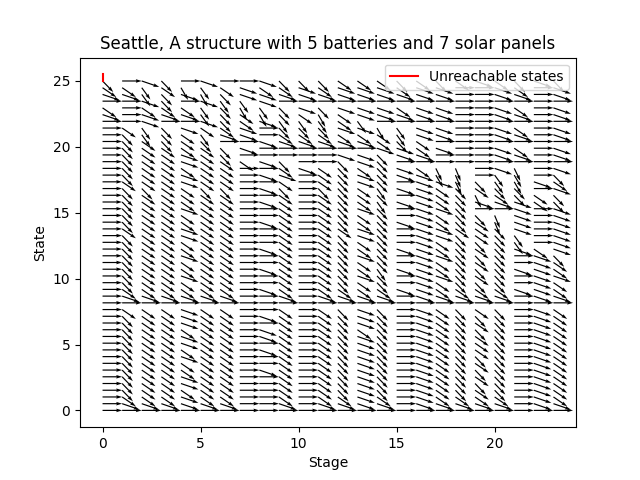 Seattle, A structure with 5 batteries and 7 solar panels
Unreachable states
25
20
15
10
5
0
State
0 5 10 15 20
Stage